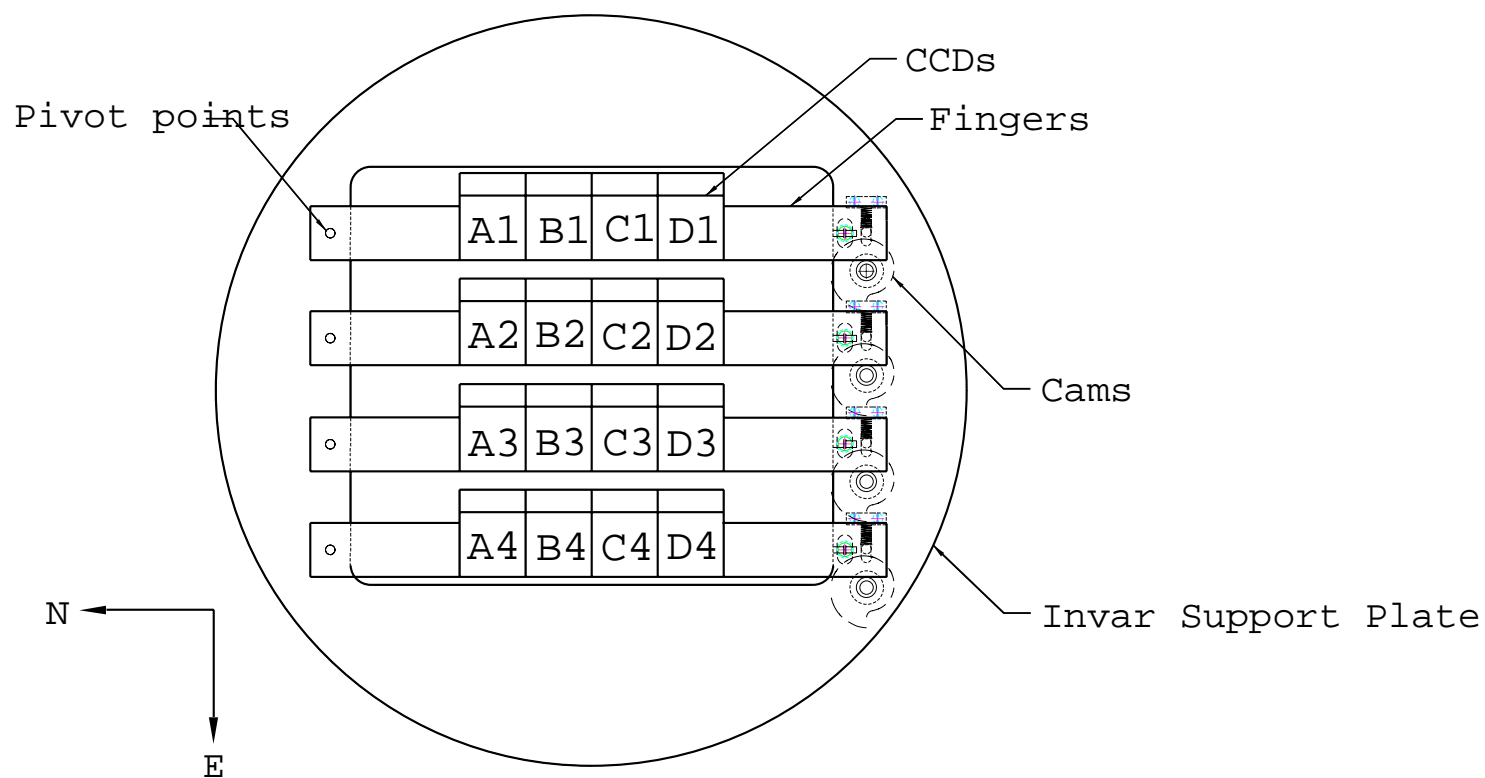 CCDs
Pivot points
Fingers
A1 B1 C1 D1
A2 B2 C2 D2
Cams
A3 B3 C3 D3
A4 B4 C4 D4
N
Invar Support Plate
E